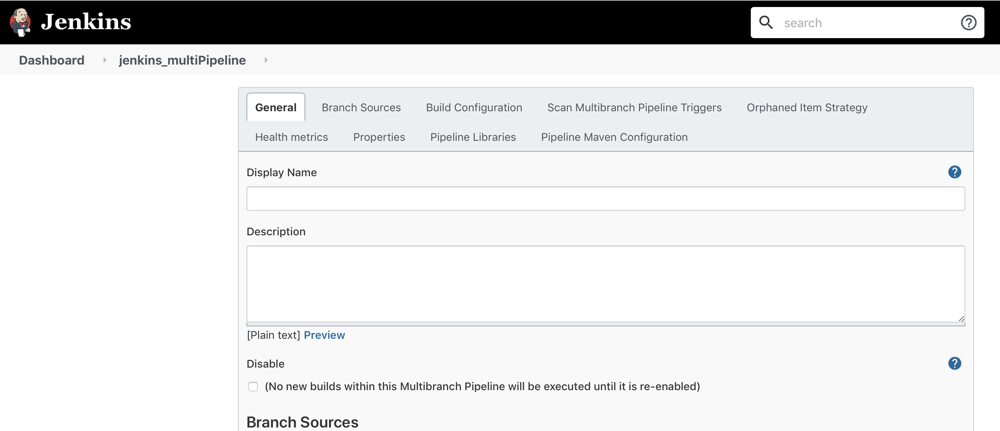 Jenkins
search
Dashboard jenkins_multiPipeline
General Branch Sources Build Configuration Scan Multibranch Pipeline Triggers Orphaned Item Strategy
Health metrics Properties Pipeline Libraries Pipeline Maven Configuration
Display Name
Description
[Plain text] Preview
Disable
(No new builds within this Multibranch Pipeline will be executed until it is re-enabled)
Branch Sources